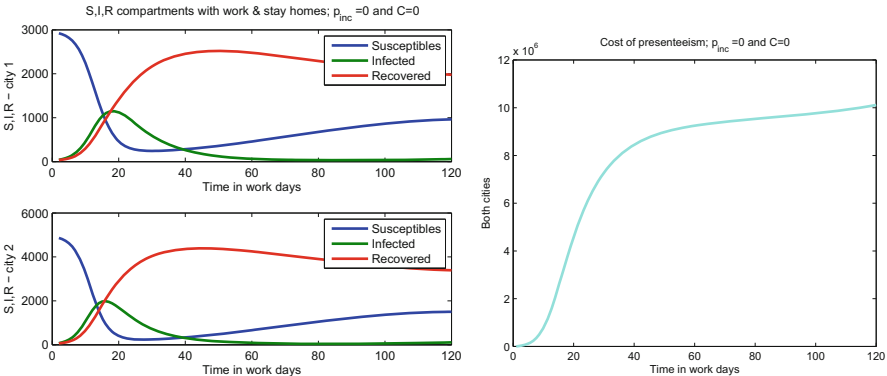 S,I,R compartments with work & stay homes; p_inc =0 and C=0
3000
2000
1000
0
S,I,R − city 1
Susceptibles
Infected
Recovered
0 20 40 60 80 100 120
Time in work days
6000
4000
2000
0
S,I,R − city 2
Susceptibles
Infected
Recovered
0 20 40 60 80 100 120
Time in work days
Cost of presenteeism; p_inc =0 and C=0
x 10^6
12
10
8
6
4
2
0
Both cities
0 20 40 60 80 100 120
Time in work days